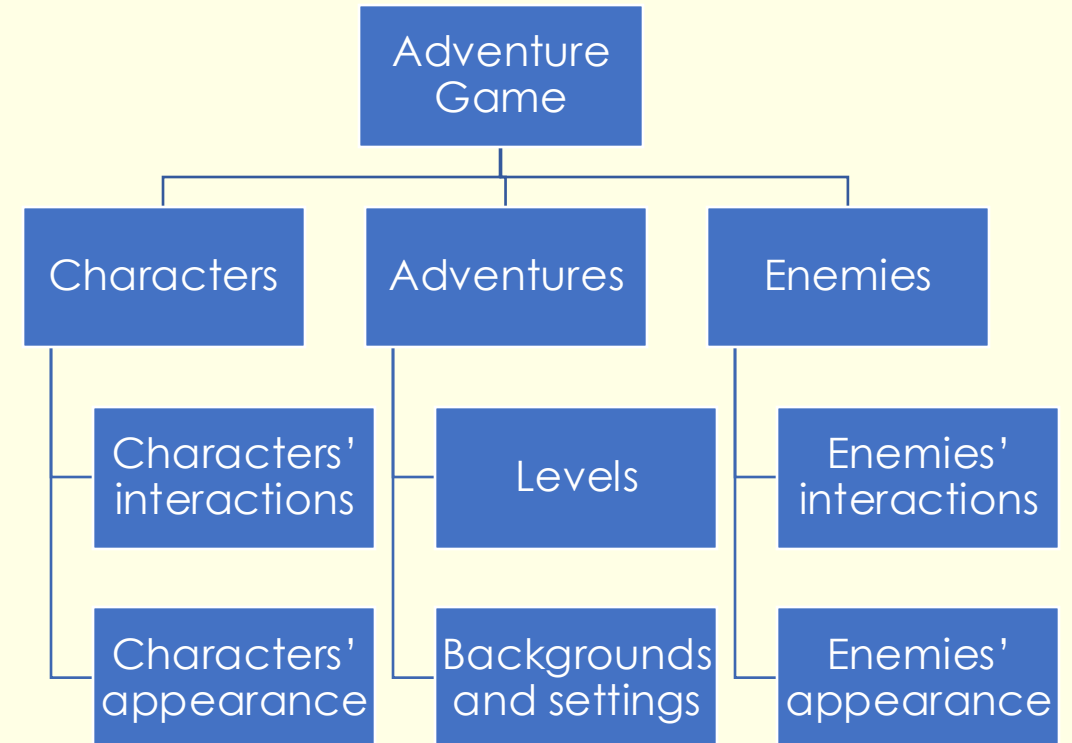 Adventure
Game
Characters
Adventures
Enemies
Characters’
interactions
Levels
Enemies’
interactions
Characters’
appearance
Backgrounds
and settings
Enemies’
appearance